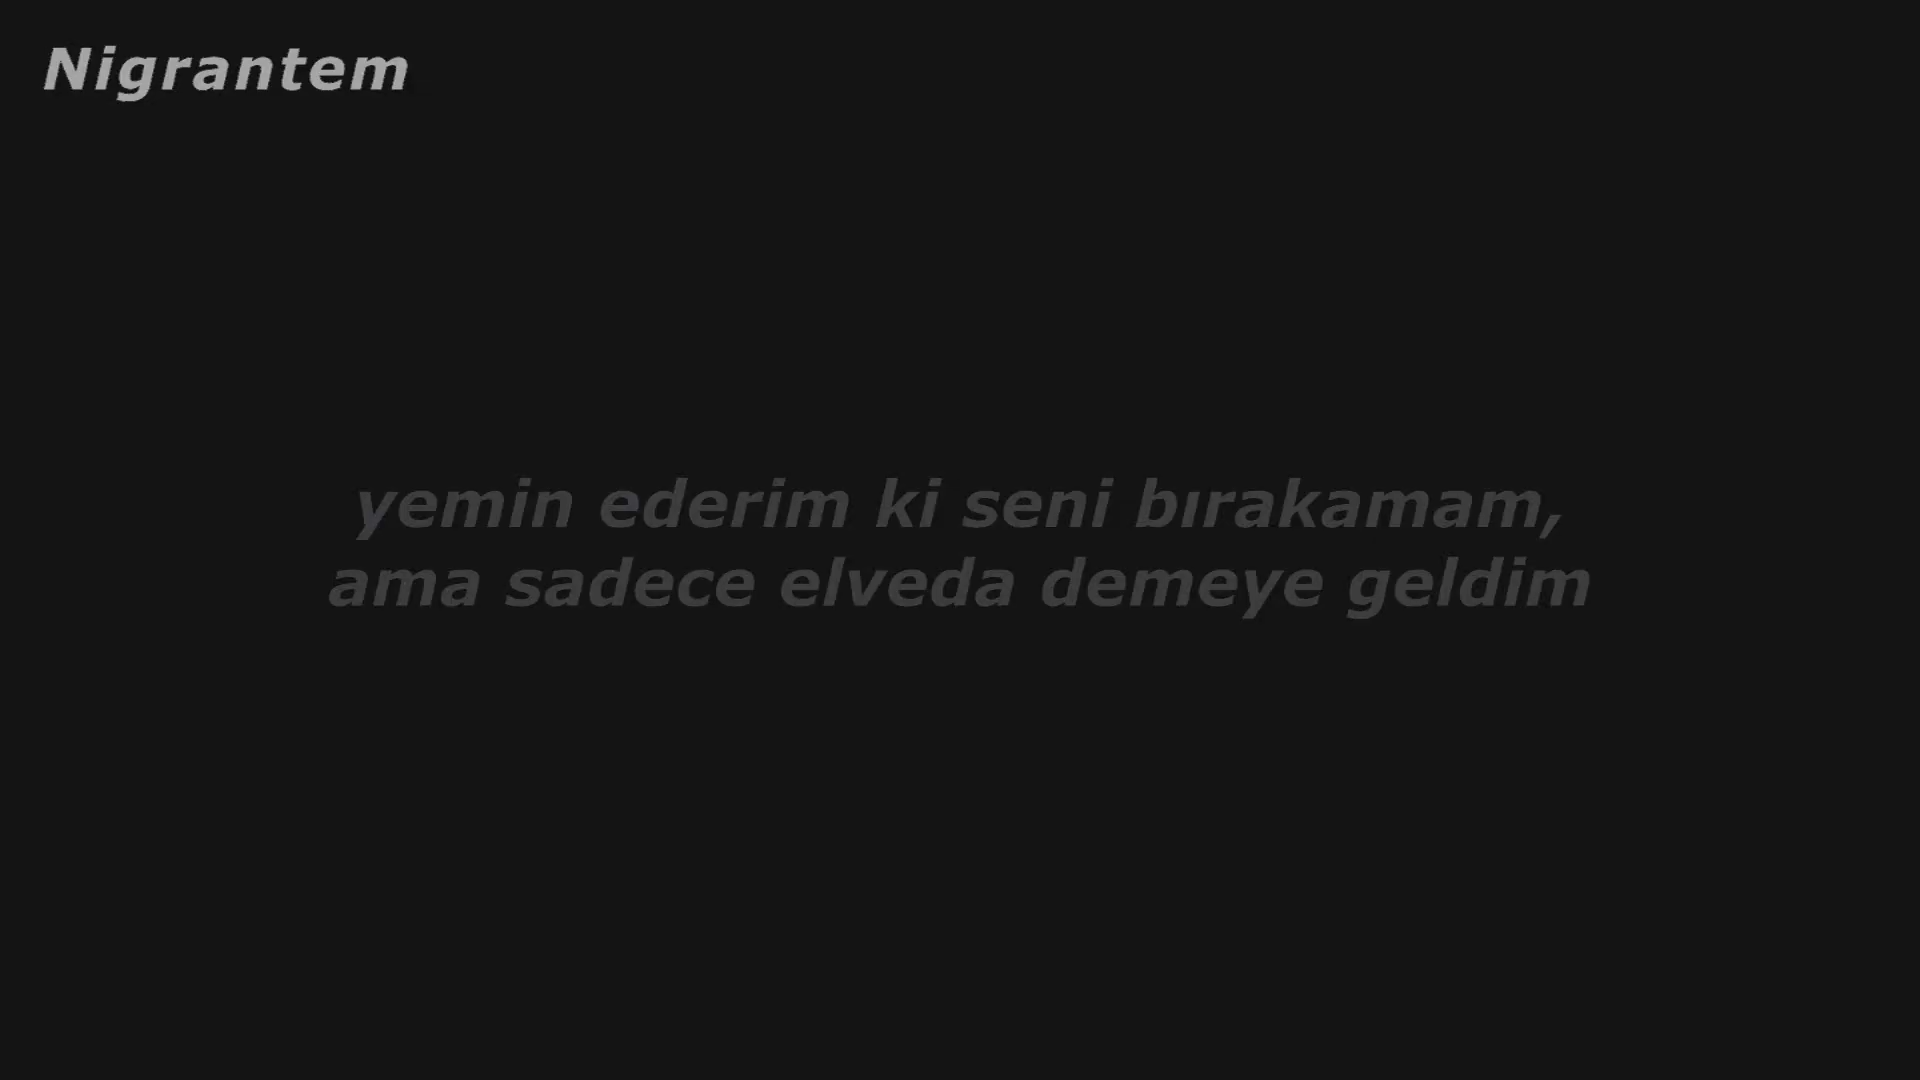 Nigrantem
yemin ederim ki seni bırakamam,
ama sadece elveda demeye geldim